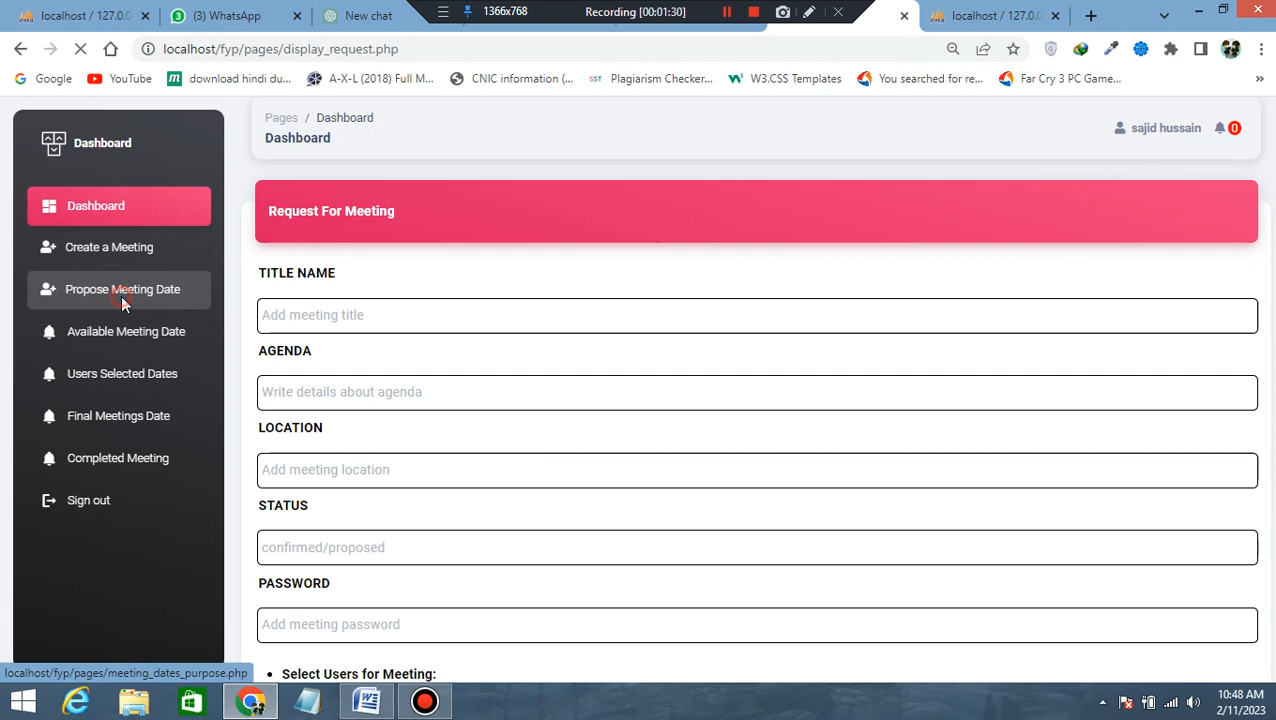 localhost / 127.0.0
(3) WhatsApp
New chat
1366x768
Recording [00:01:30]
localhost / 127.0.
localhost/fyp/pages/display_request.php
Google
YouTube
download hindi du...
A-X-L (2018) Full M...
CNIC information (...
SST
Plagiarism Checker...
W3.CSS Templates
You searched for re...
Far Cry 3 PC Game...
»
Dashboard
Pages / Dashboard
Dashboard
sajid hussain
0
Dashboard
Create a Meeting
Propose Meeting Date
Available Meeting Date
Users Selected Dates
Final Meetings Date
Completed Meeting
Sign out
Request For Meeting
TITLE NAME
Add meeting title
AGENDA
Write details about agenda
LOCATION
Add meeting location
STATUS
confirmed/proposed
PASSWORD
Add meeting password
• Select Users for Meeting:
localhost/fyp/pages/meeting_dates_purpose.php
10:48 AM
2/11/2023